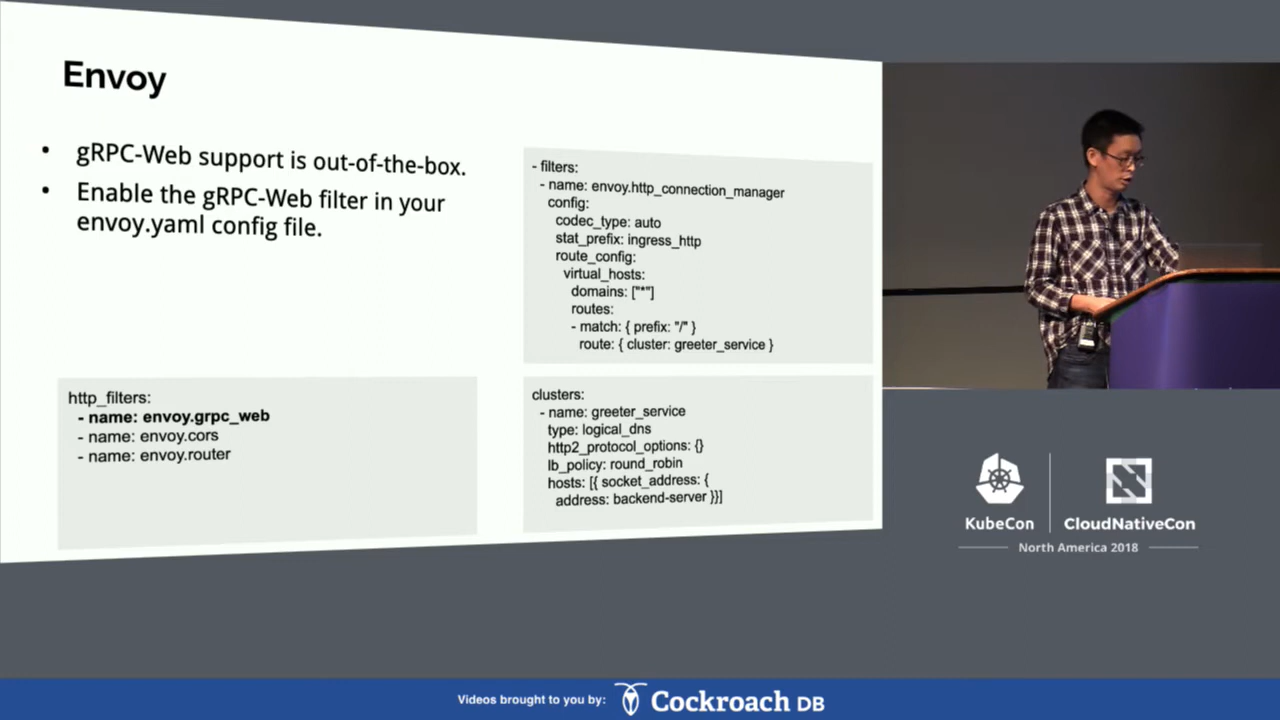 Envoy
• gRPC-Web support is out-of-the-box.
• Enable the gRPC-Web filter in your
envoy.yaml config file.
- filters:
- name: envoy.http_connection_manager
config:
codec_type: auto
stat_prefix: ingress_http
route_config:
virtual_hosts:
domains: ["*"]
routes:
- match: { prefix: "/" }
route: { cluster: greeter_service }
http_filters:
- name: envoy.grpc_web
- name: envoy.cors
- name: envoy.router
clusters:
- name: greeter_service
type: logical_dns
http2_protocol_options: {}
lb_policy: round_robin
hosts: [{ socket_address: {
address: backend-server }}]
KubeCon
CloudNativeCon
North America 2018
Videos brought to you by:
Cockroach DB